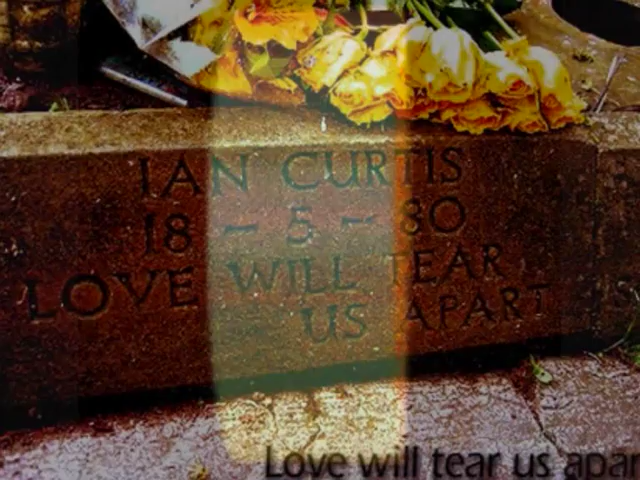 IAN CURTIS
18 - 5 - 80
LOVE WILL TEAR
US APART
Love will tear us apar